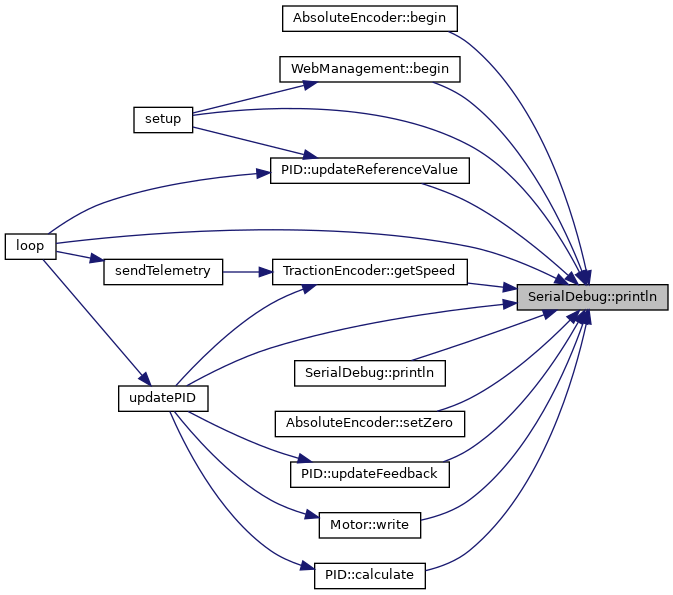 AbsoluteEncoder::begin
WebManagement::begin
setup
PID::updateReferenceValue
loop
sendTelemetry
TractionEncoder::getSpeed
SerialDebug::println
SerialDebug::println
updatePID
AbsoluteEncoder::setZero
PID::updateFeedback
Motor::write
PID::calculate